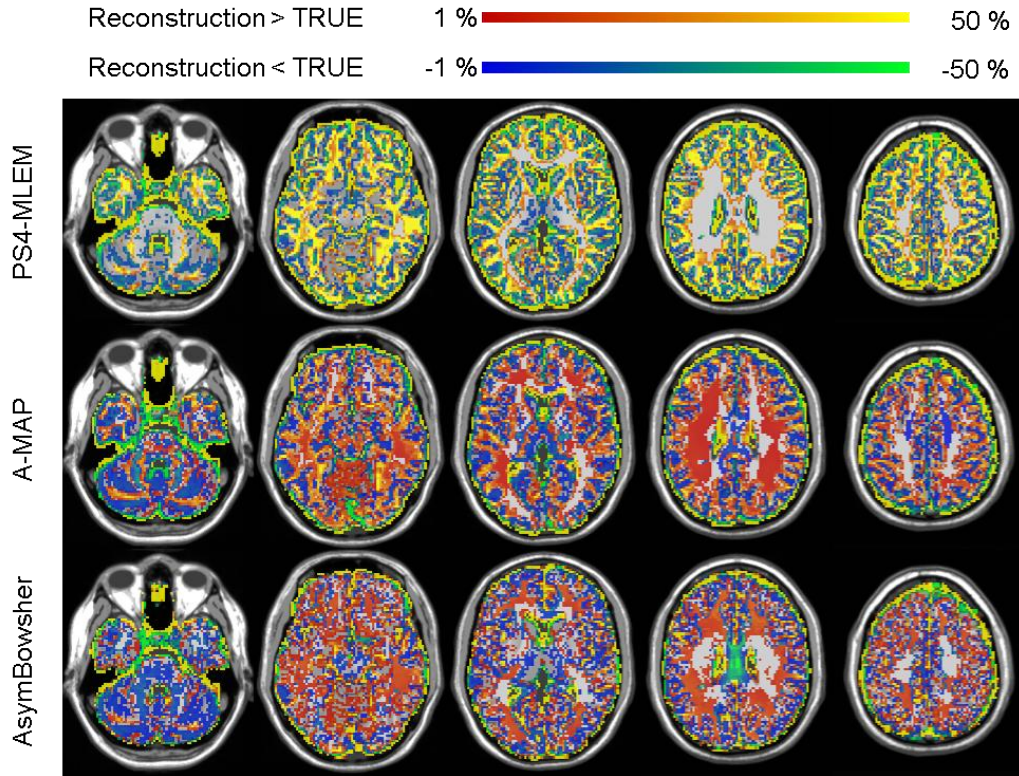 Reconstruction > TRUE 1 % 50 %
Reconstruction < TRUE -1 % -50 %
PS4-MLEM
A-MAP
AsymBowsher